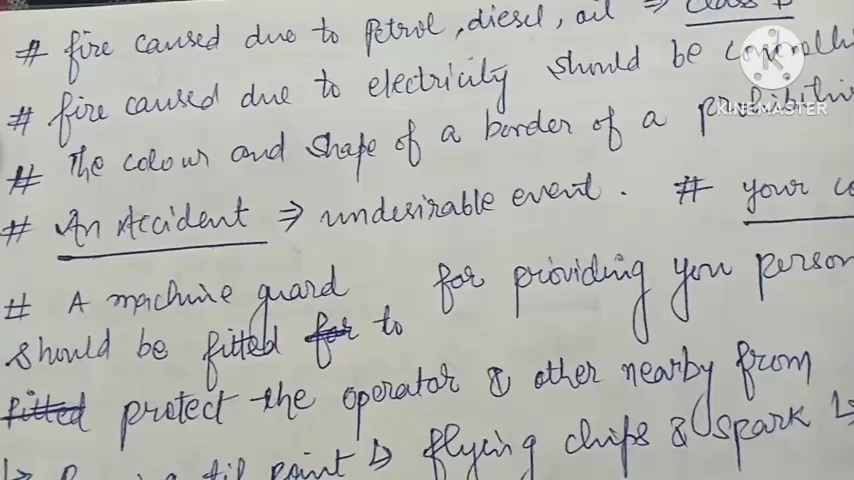 # fire caused due to Petrol, diesel, oil ⇒ Class B
# fire caused due to electricity should be
# The colour and shape of a border of a
# An Accident ⇒ undesirable event. # your
# A machine guard for providing you
should be fitted for to
fitted protect the operator & other nearby from
point ↳ flying chips & spark ↳
KINEMASTER